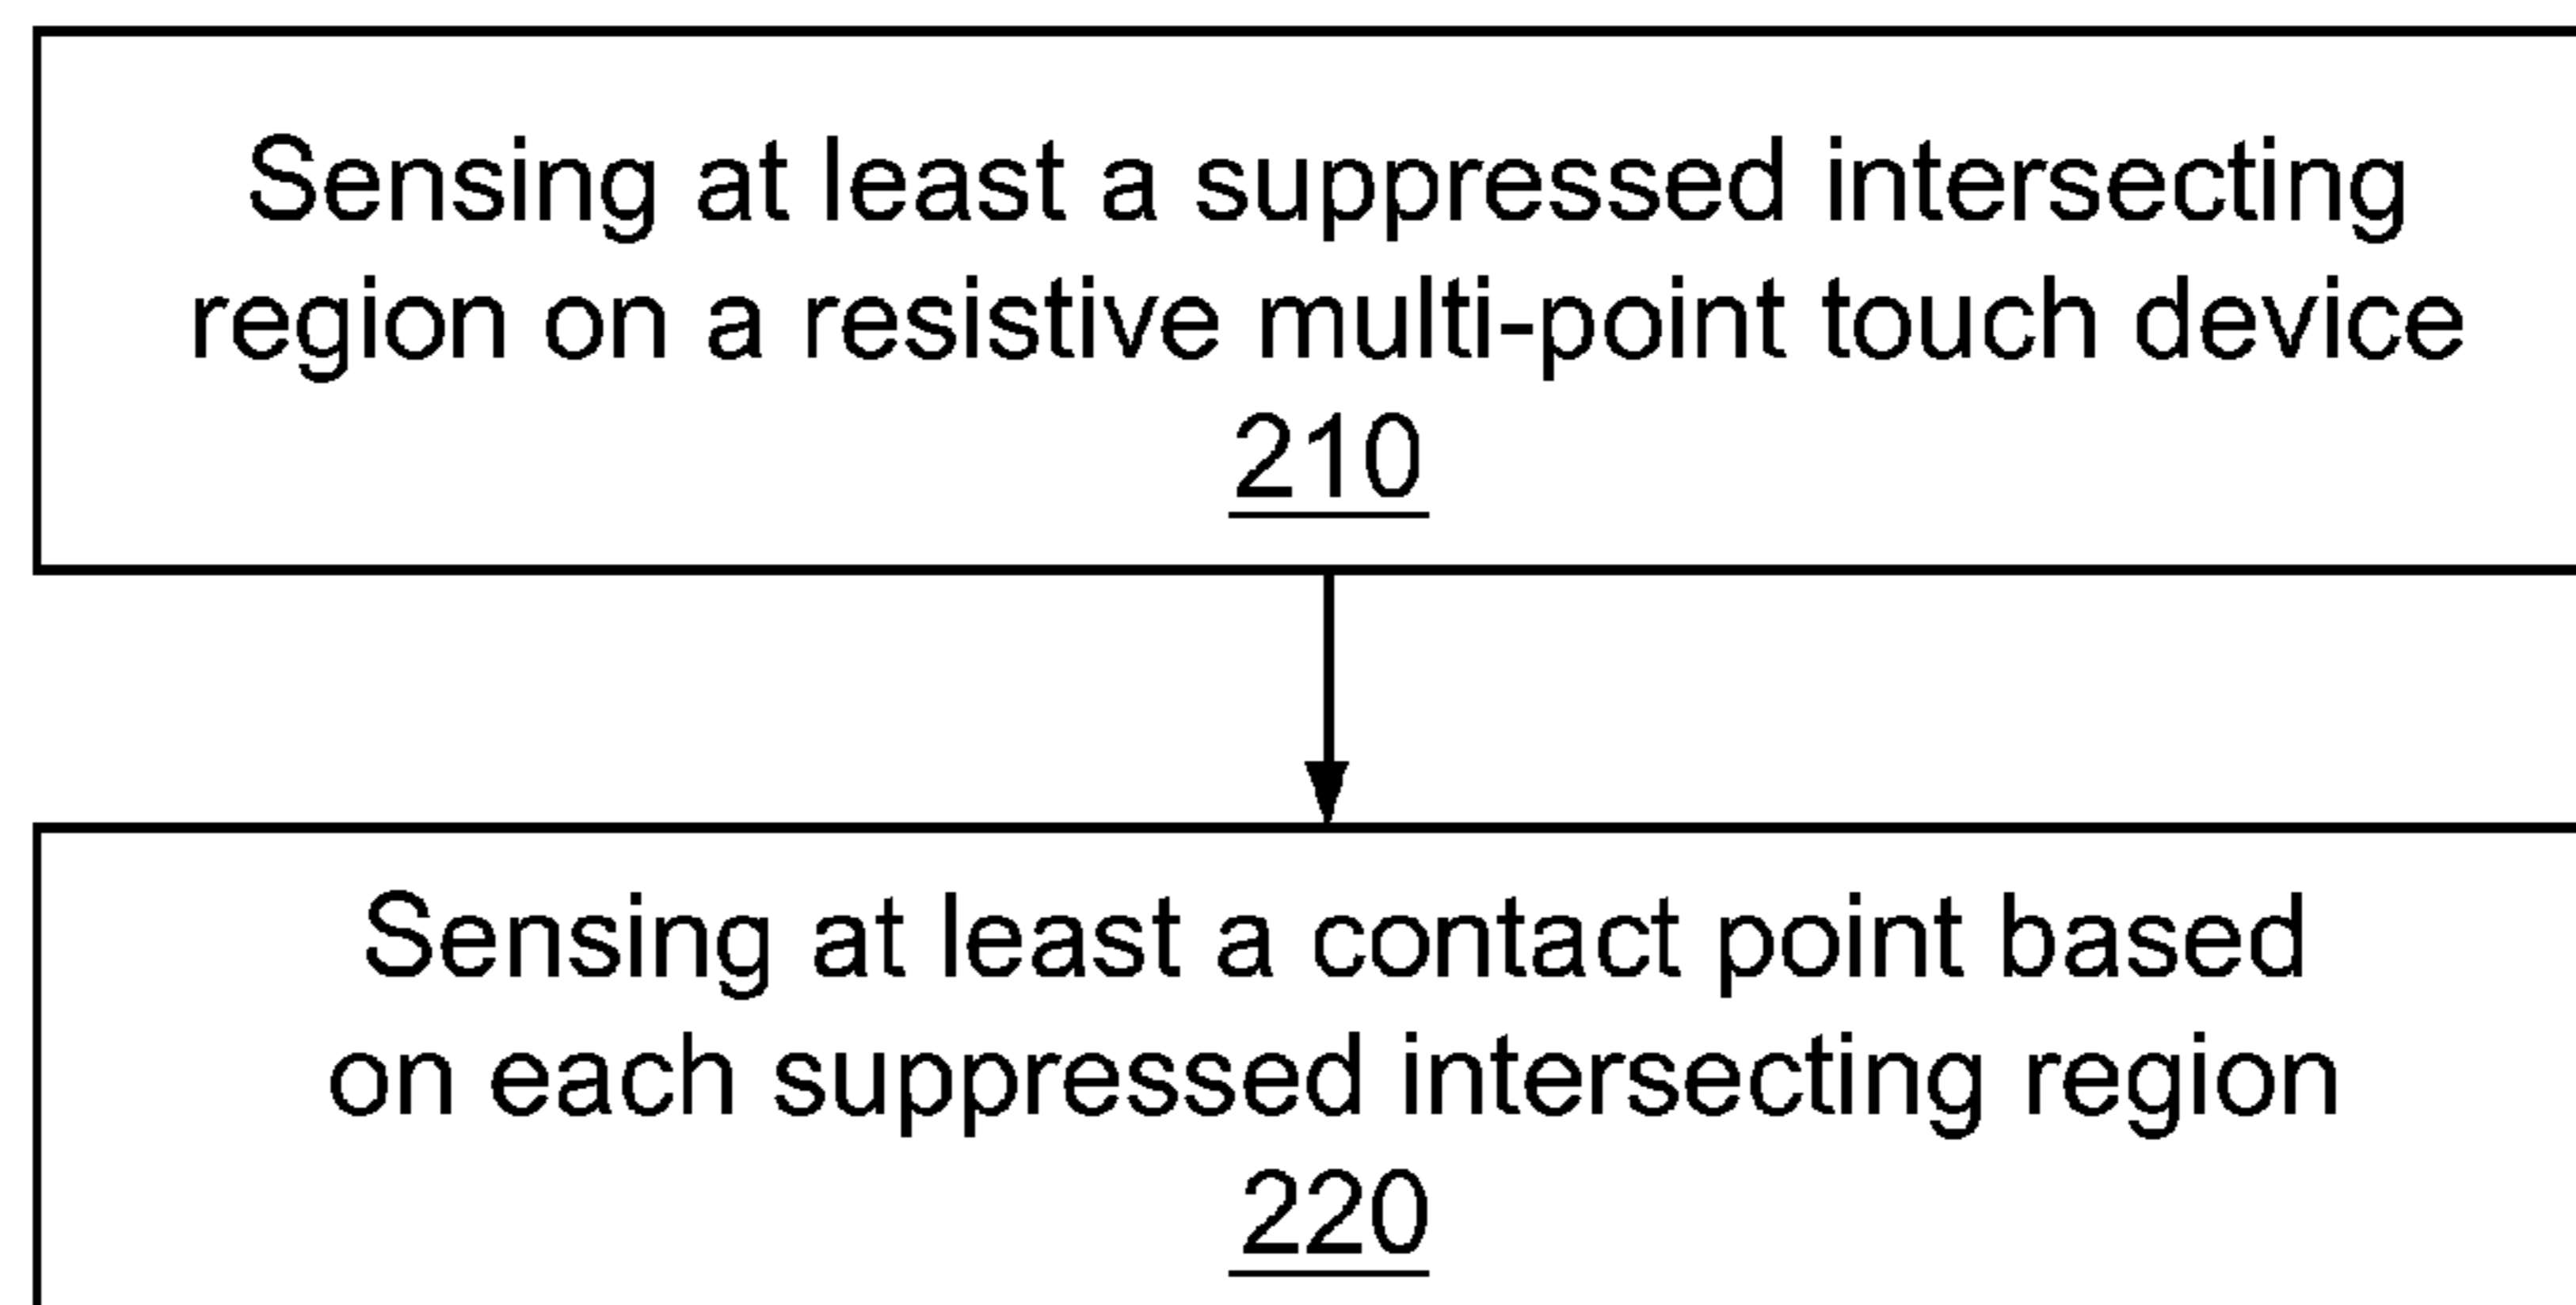 Sensing at least a suppressed intersecting
region on a resistive multi-point touch device
210
Sensing at least a contact point based
on each suppressed intersecting region
220